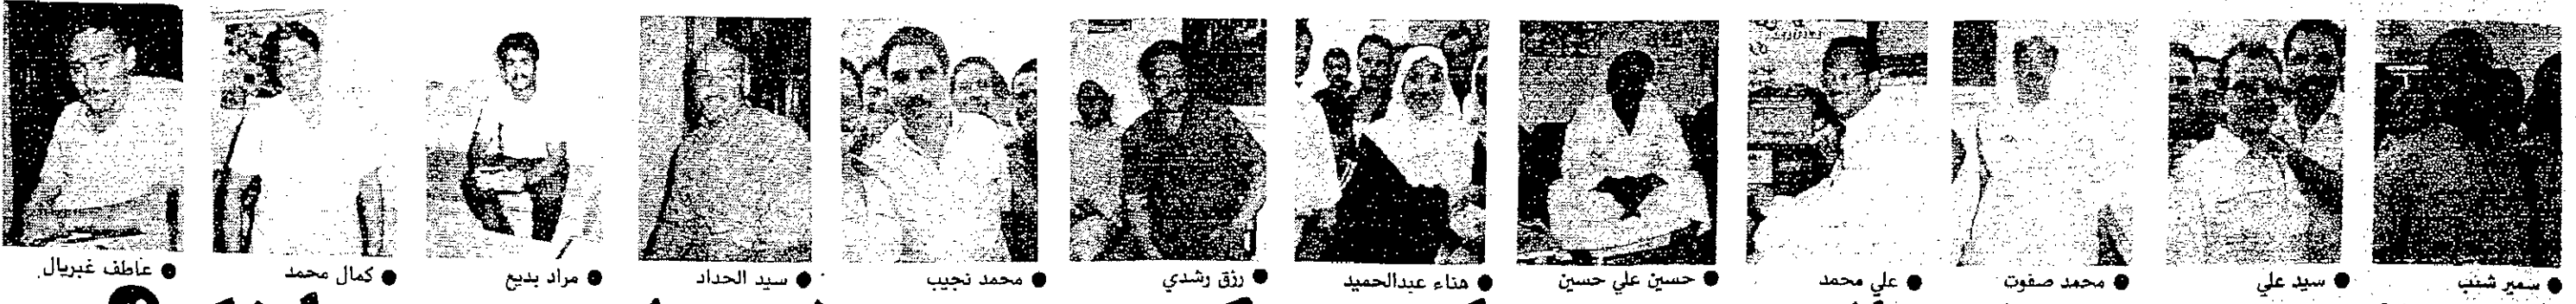 ● سمير شنب ● سيد علي ● محمد صفوت ● علي محمد ● حسين علي حسين ● هناء عبدالحميد ● رزق رشدي ● محمد نجيب ● سيد الحداد ● مراد بديع ● كمال محمد ● عاطف غبريال